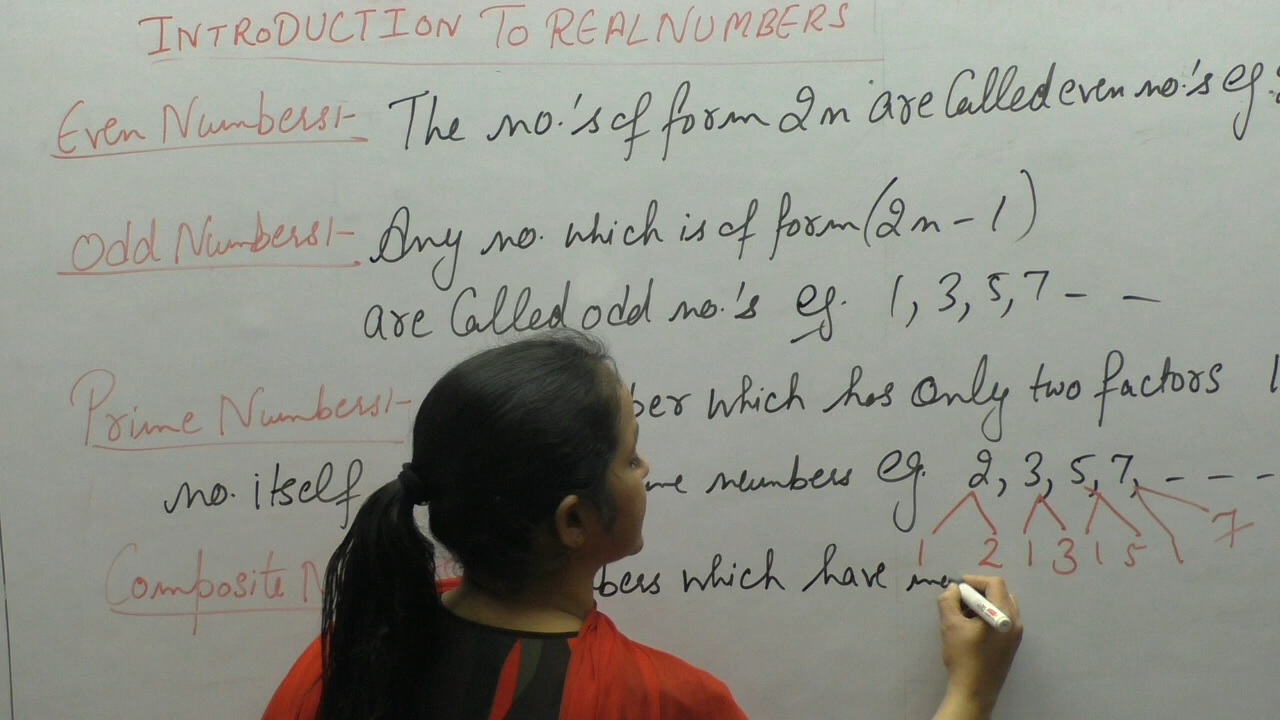 INTRODUCTION TO REAL NUMBERS
Even Numbers:- The no.'s of form 2n are Called even no.'s eg.
Odd Numbers:- Any no. which is of form (2n - 1)
are Called odd no.'s eg. 1, 3, 5, 7 - -
Prime Numbers:- ber which has only two factors 1
no. itself me numbers eg. 2, 3, 5, 7, - - -
1 2 1 3 1 5 1 7
Composite N bers which have mo